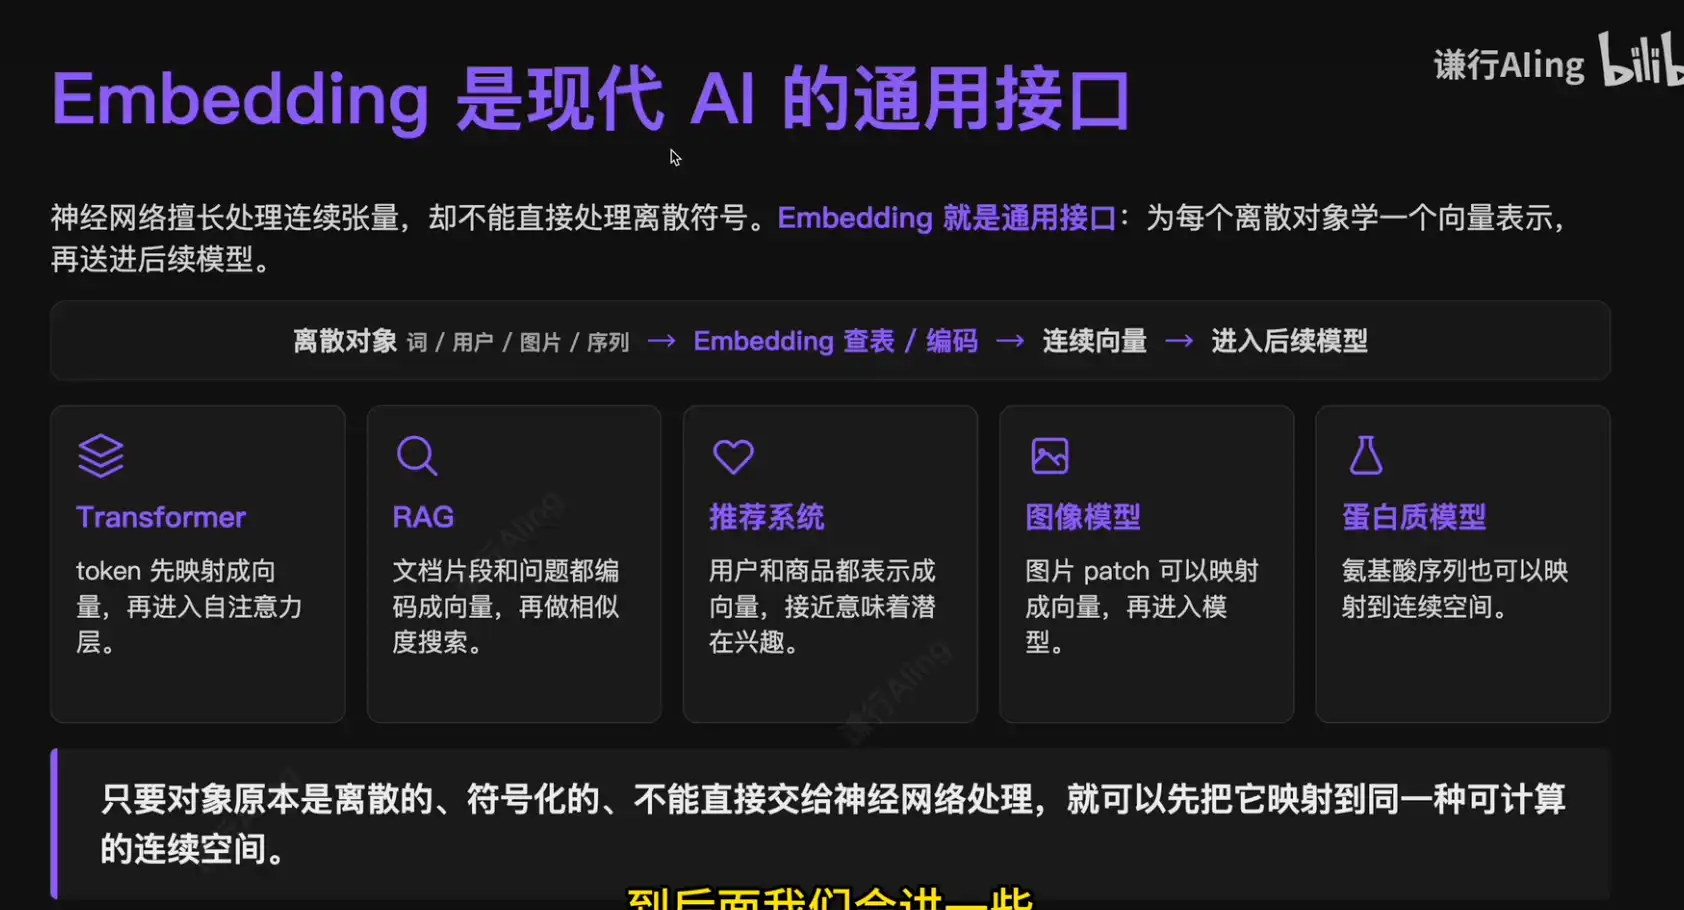 谦行AIing bilib
Embedding 是现代 AI 的通用接口
神经网络擅长处理连续张量，却不能直接处理离散符号。Embedding 就是通用接口：为每个离散对象学一个向量表示，
再送进后续模型。
离散对象 词 / 用户 / 图片 / 序列 → Embedding 查表 / 编码 → 连续向量 → 进入后续模型
Transformer
token 先映射成向
量，再进入自注意力
层。
RAG
文档片段和问题都编
码成向量，再做相似
度搜索。
推荐系统
用户和商品都表示成
向量，接近意味着潜
在兴趣。
图像模型
图片 patch 可以映射
成向量，再进入模
型。
蛋白质模型
氨基酸序列也可以映
射到连续空间。
只要对象原本是离散的、符号化的、不能直接交给神经网络处理，就可以先把它映射到同一种可计算
的连续空间。
到后面我们会讲一些